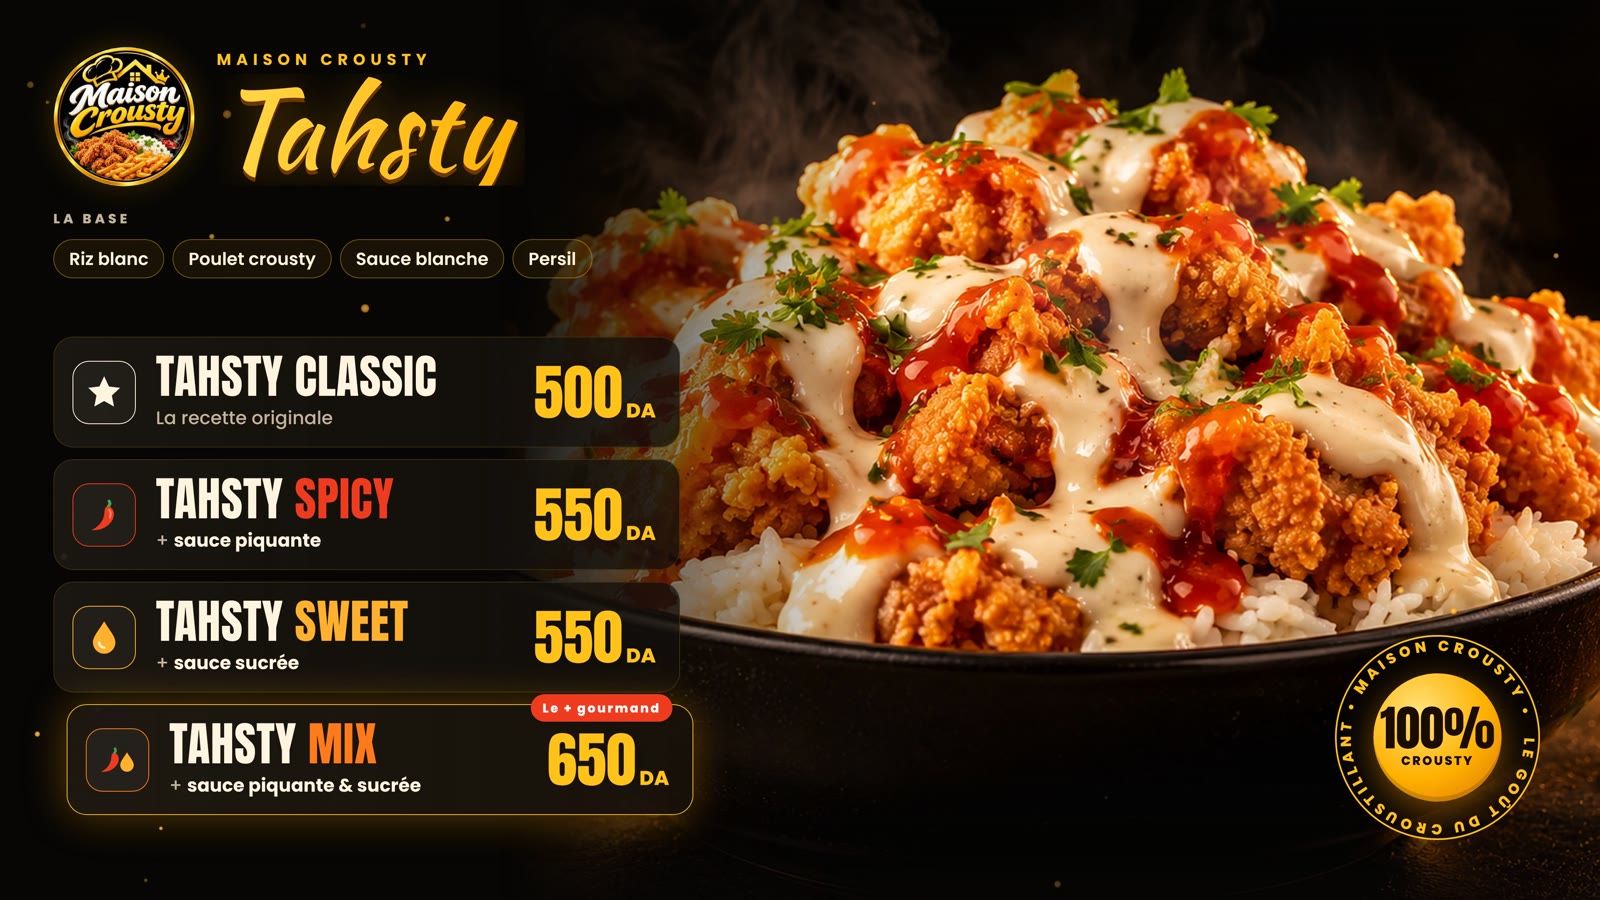 Maison
Crousty
MAISON CROUSTY
Tahsty
LA BASE
Riz blanc
Poulet crousty
Sauce blanche
Persil
TAHSTY CLASSIC
La recette originale
500 DA
TAHSTY SPICY
+ sauce piquante
550 DA
TAHSTY SWEET
+ sauce sucrée
550 DA
Le + gourmand
TAHSTY MIX
+ sauce piquante & sucrée
650 DA
MAISON CROUSTY • LE GOÛT DU CROUSTILLANT •
100%
CROUSTY